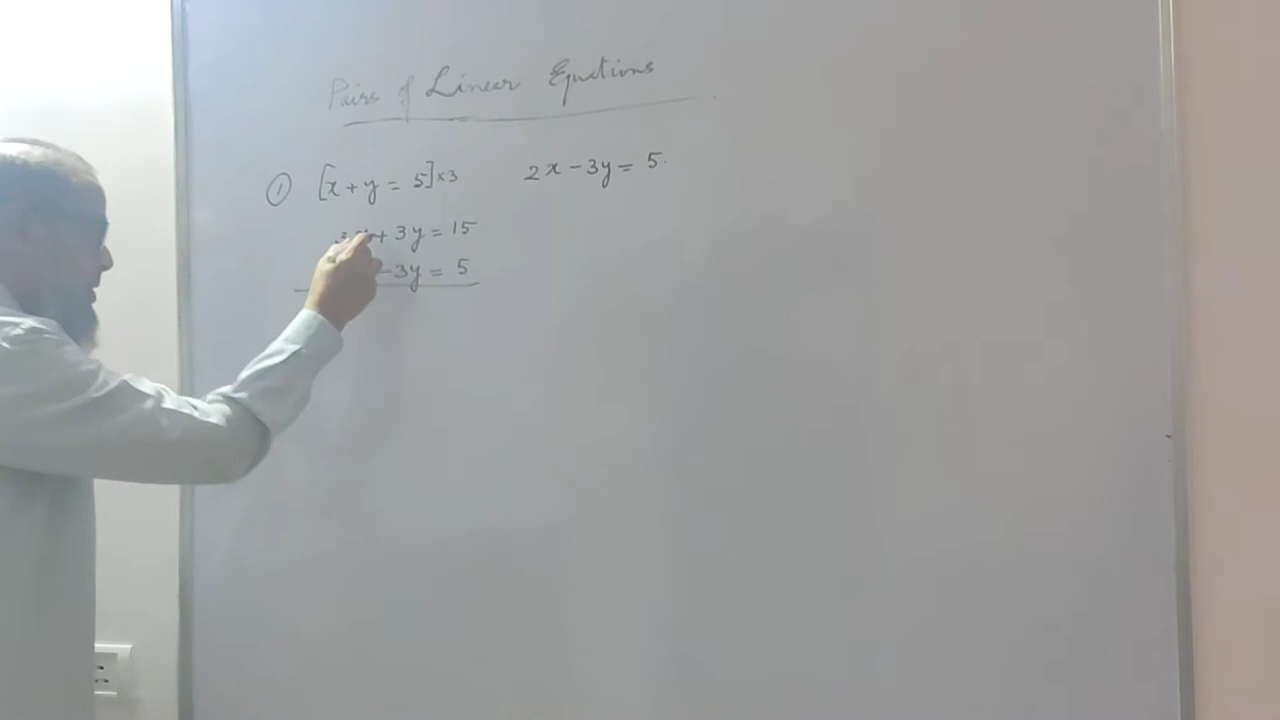 Pairs of Linear Equations
① [x + y = 5]×3 2x − 3y = 5.
3x + 3y = 15
−3y = 5